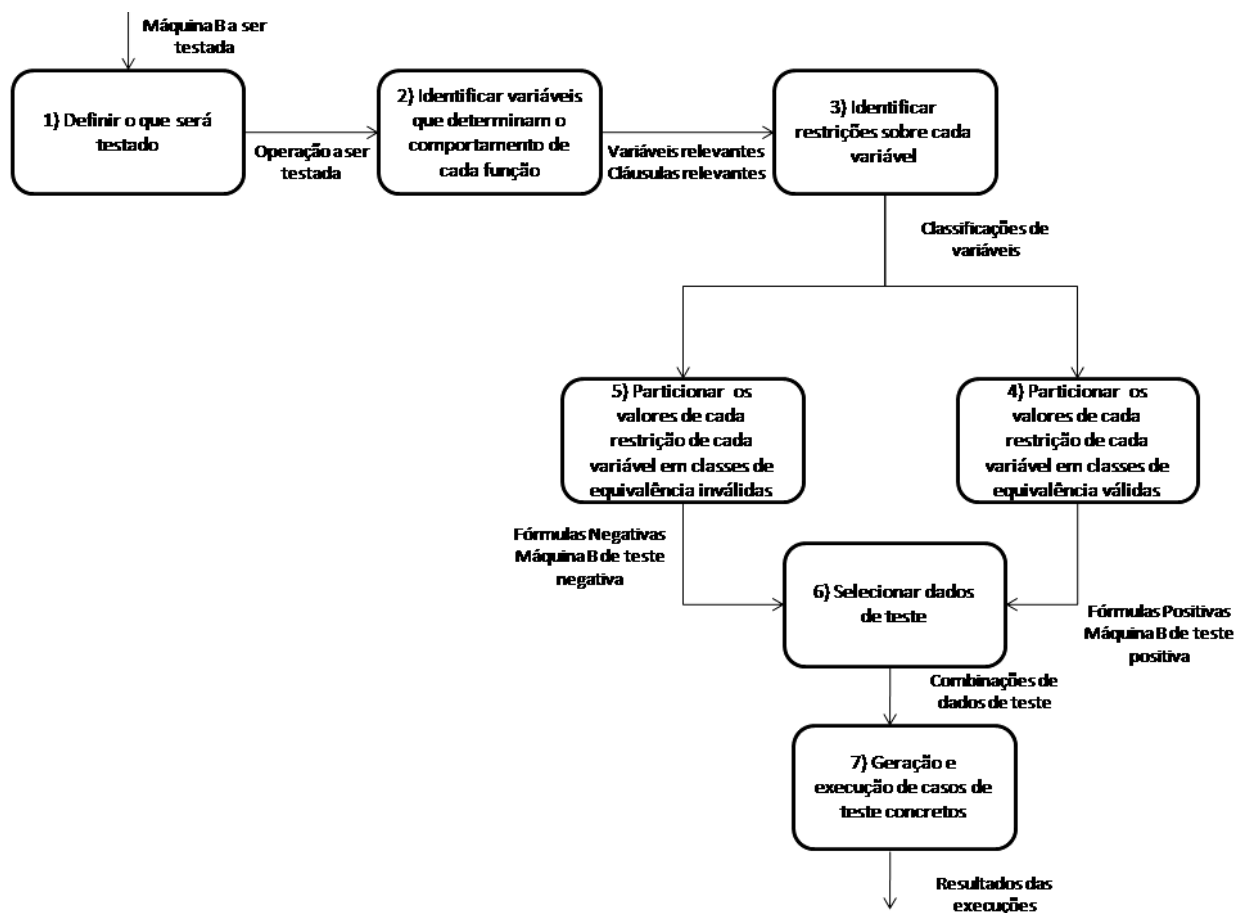 Máquina B a ser
testada
1) Definir o que será
testado
Operação a ser
testada
2) Identificar variáveis
que determinam o
comportamento de
cada função
Variáveis relevantes
Cláusulas relevantes
3) Identificar
restrições sobre cada
variável
Classificações de
variáveis
5) Particionar os
valores de cada
restrição de cada
variável em classes de
equivalência inválidas
4) Particionar os
valores de cada
restrição de cada
variável em classes de
equivalência válidas
Fórmulas Negativas
Máquina B de teste
negativa
6) Selecionar dados
de teste
Fórmulas Positivas
Máquina B de teste
positiva
Combinações de
dados de teste
7) Geração e
execução de casos de
teste concretos
Resultados das
execuções